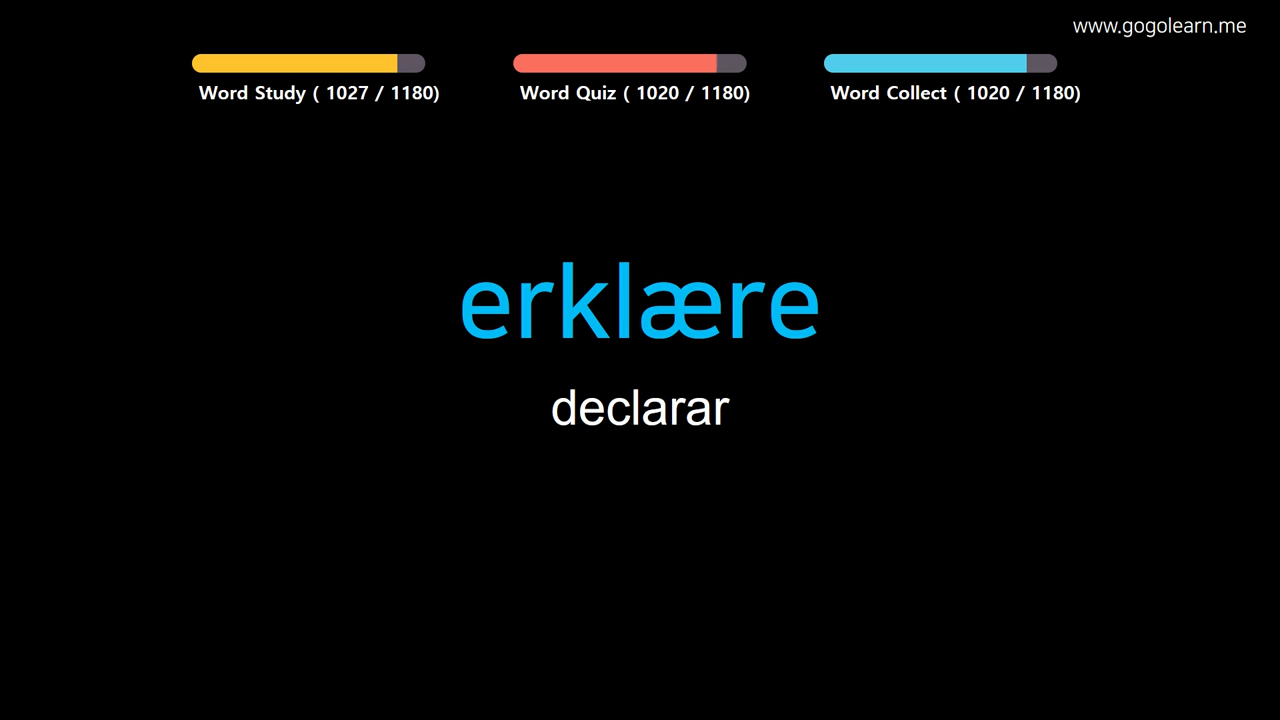 www.gogolearn.me
Word Study ( 1027 / 1180)
Word Quiz ( 1020 / 1180)
Word Collect ( 1020 / 1180)
erklære
declarar